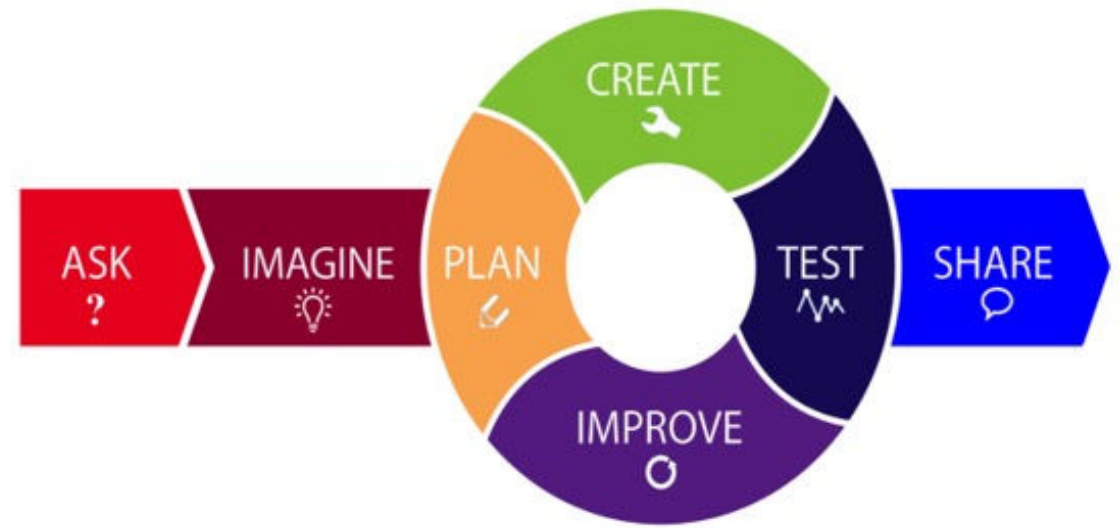 ASK
?
IMAGINE
PLAN
CREATE
TEST
IMPROVE
SHARE